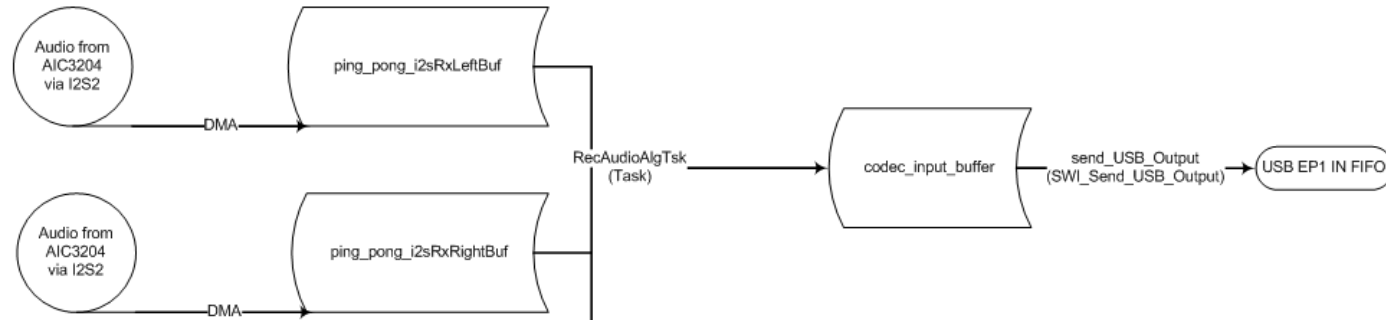 Audio from
AIC3204
via I2S2
DMA
ping_pong_i2sRxLeftBuf
Audio from
AIC3204
via I2S2
DMA
ping_pong_i2sRxRightBuf
RecAudioAlgTsk
(Task)
codec_input_buffer
send_USB_Output
(SWI_Send_USB_Output)
USB EP1 IN FIFO